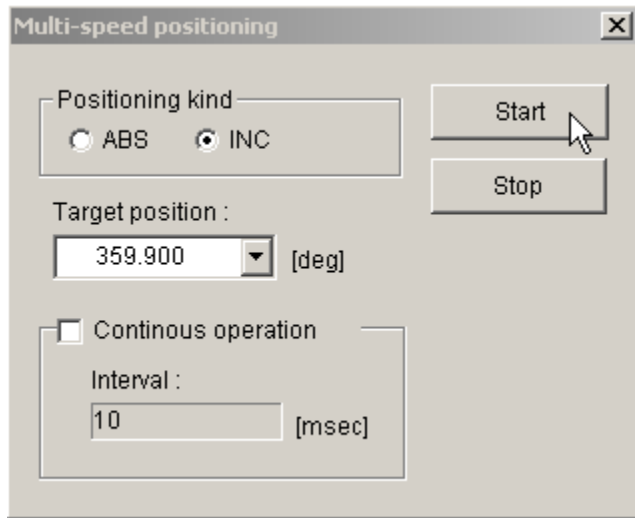 Multi-speed positioning
Positioning kind
ABS INC
Start
Stop
Target position :
359.900 [deg]
Continous operation
Interval :
10 [msec]